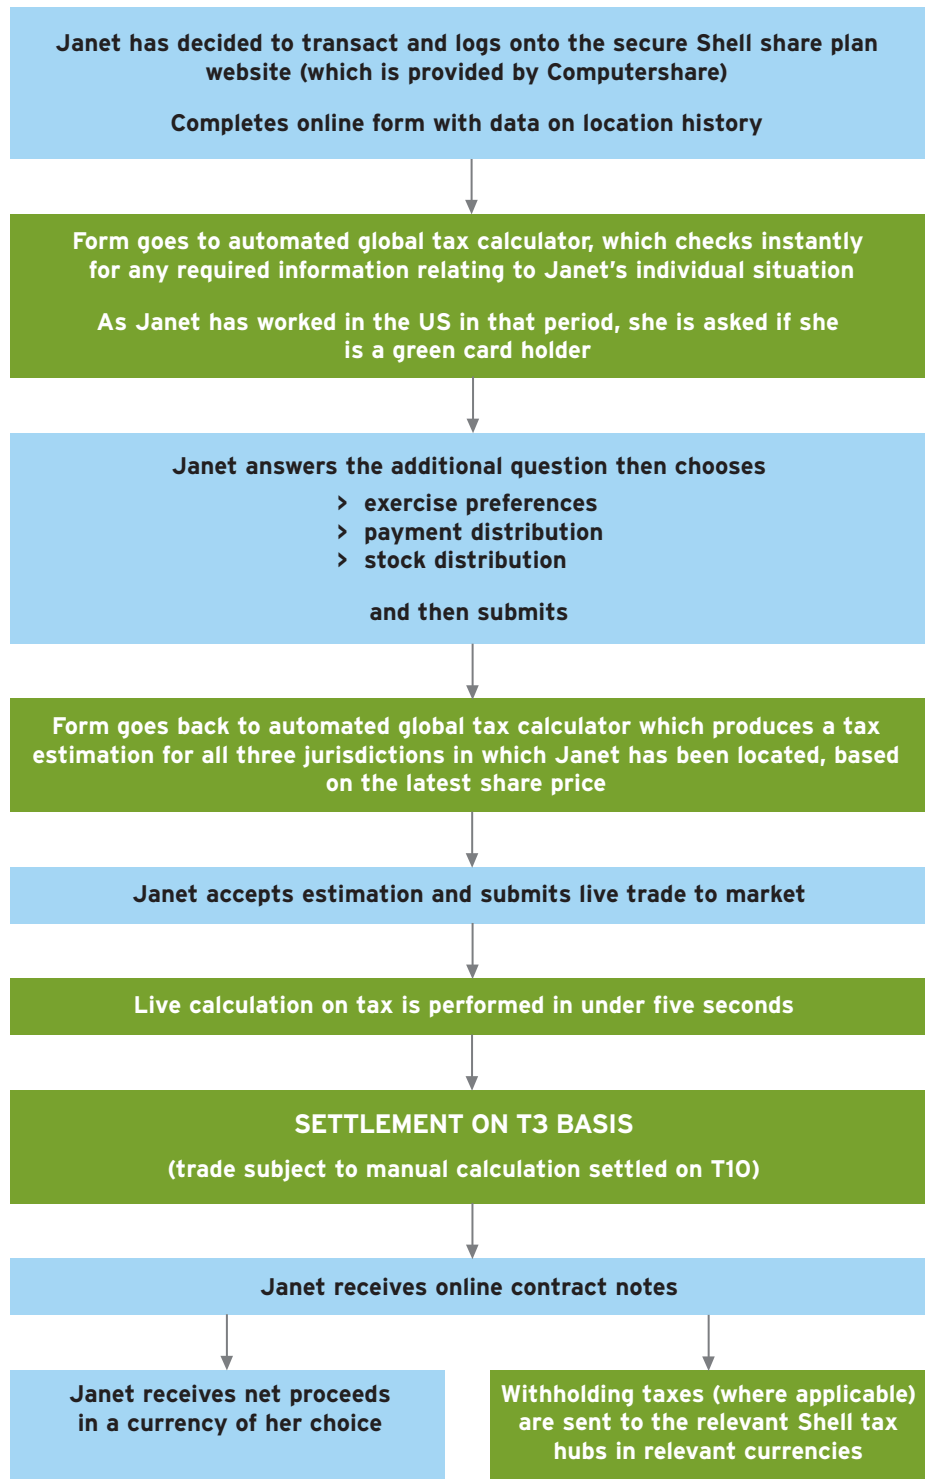 Janet has decided to transact and logs onto the secure Shell share plan
website (which is provided by Computershare)
Completes online form with data on location history
Form goes to automated global tax calculator, which checks instantly
for any required information relating to Janet's individual situation
As Janet has worked in the US in that period, she is asked if she
is a green card holder
Janet answers the additional question then chooses
> exercise preferences
> payment distribution
> stock distribution
and then submits
Form goes back to automated global tax calculator which produces a tax
estimation for all three jurisdictions in which Janet has been located, based
on the latest share price
Janet accepts estimation and submits live trade to market
Live calculation on tax is performed in under five seconds
SETTLEMENT ON T3 BASIS
(trade subject to manual calculation settled on T10)
Janet receives online contract notes
Janet receives net proceeds
in a currency of her choice
Withholding taxes (where applicable)
are sent to the relevant Shell tax
hubs in relevant currencies